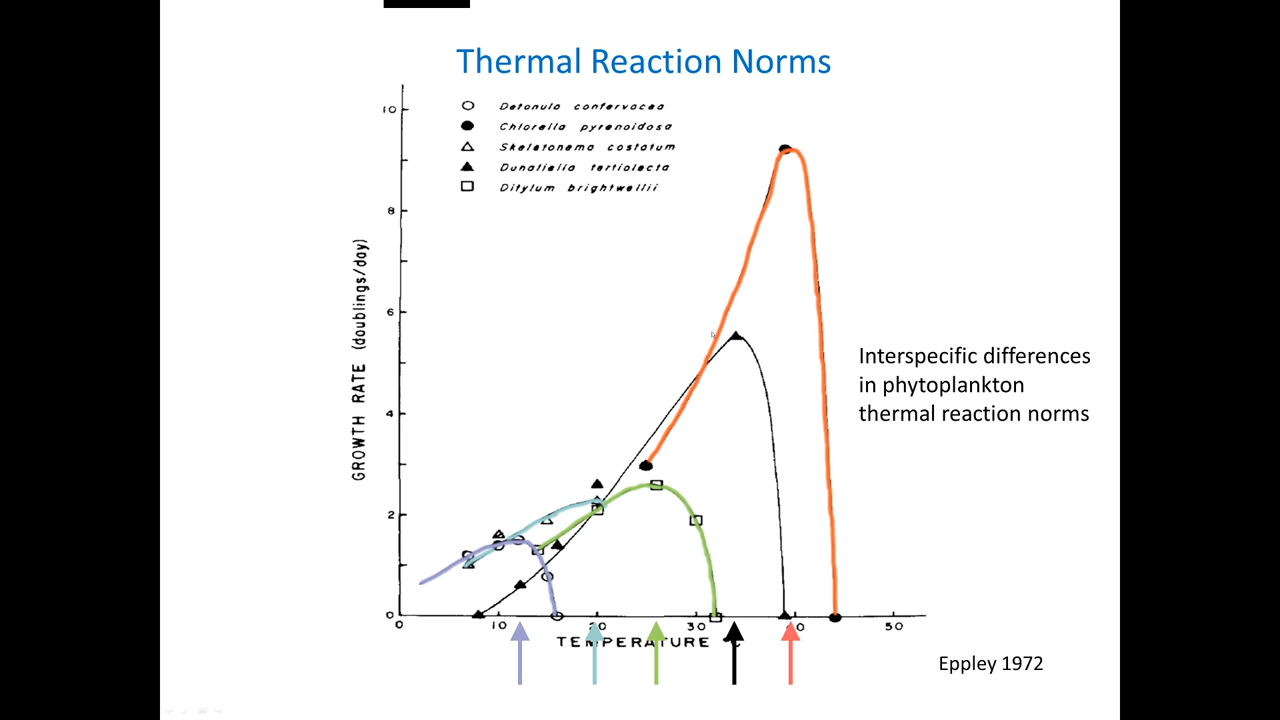 Thermal Reaction Norms
10
Detonula confervacea
Chlorella pyrenoidosa
Skeletonema costatum
Dunaliella tertiolecta
Ditylum brightwellii
8
6
4
2
0
GROWTH RATE (doublings/day)
0 10 20 30 40 50
TEMPERATURE °C
Interspecific differences
in phytoplankton
thermal reaction norms
Eppley 1972